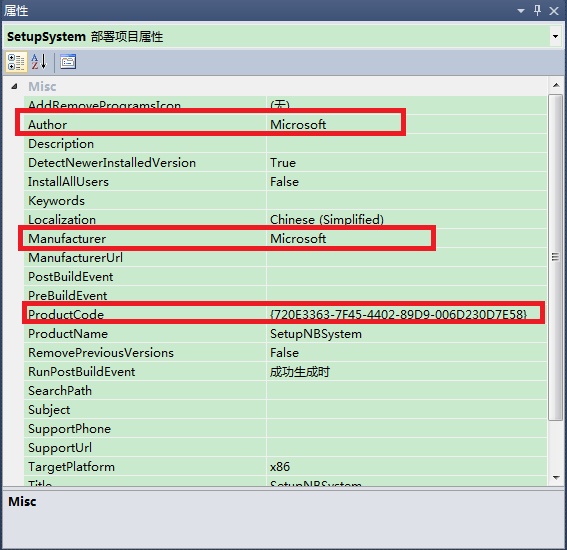 属性
SetupSystem 部署项目属性
Misc
AddRemoveProgramsIcon (无)
Author Microsoft
Description
DetectNewerInstalledVersion True
InstallAllUsers False
Keywords
Localization Chinese (Simplified)
Manufacturer Microsoft
ManufacturerUrl
PostBuildEvent
PreBuildEvent
ProductCode {720E3363-7F45-4402-89D9-006D230D7E58}
ProductName SetupNBSystem
RemovePreviousVersions False
RunPostBuildEvent 成功生成时
SearchPath
Subject
SupportPhone
SupportUrl
TargetPlatform x86
Title SetupNBSystem
Misc